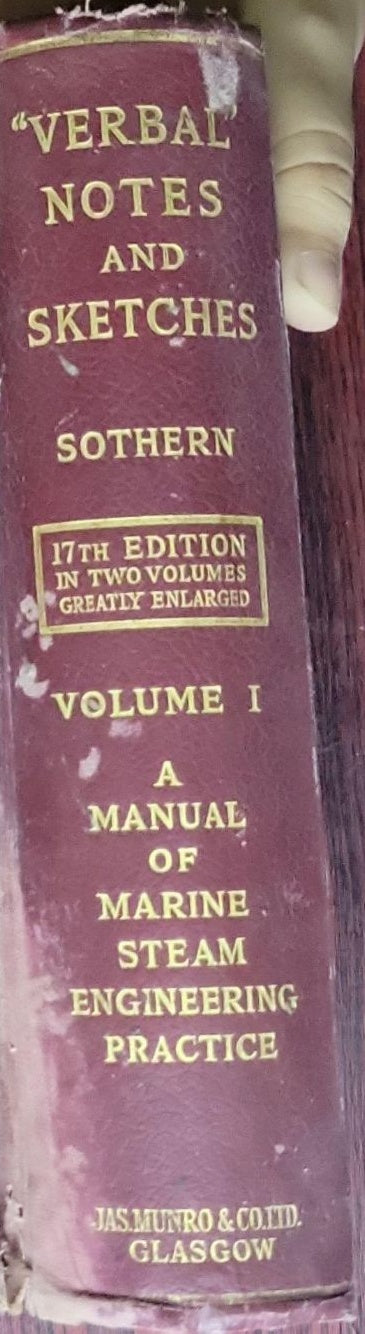 "VERBAL"
NOTES
AND
SKETCHES
SOTHERN
17TH EDITION
IN TWO VOLUMES
GREATLY ENLARGED
VOLUME I
A
MANUAL
OF
MARINE
STEAM
ENGINEERING
PRACTICE
JAS. MUNRO & CO. LTD.
GLASGOW